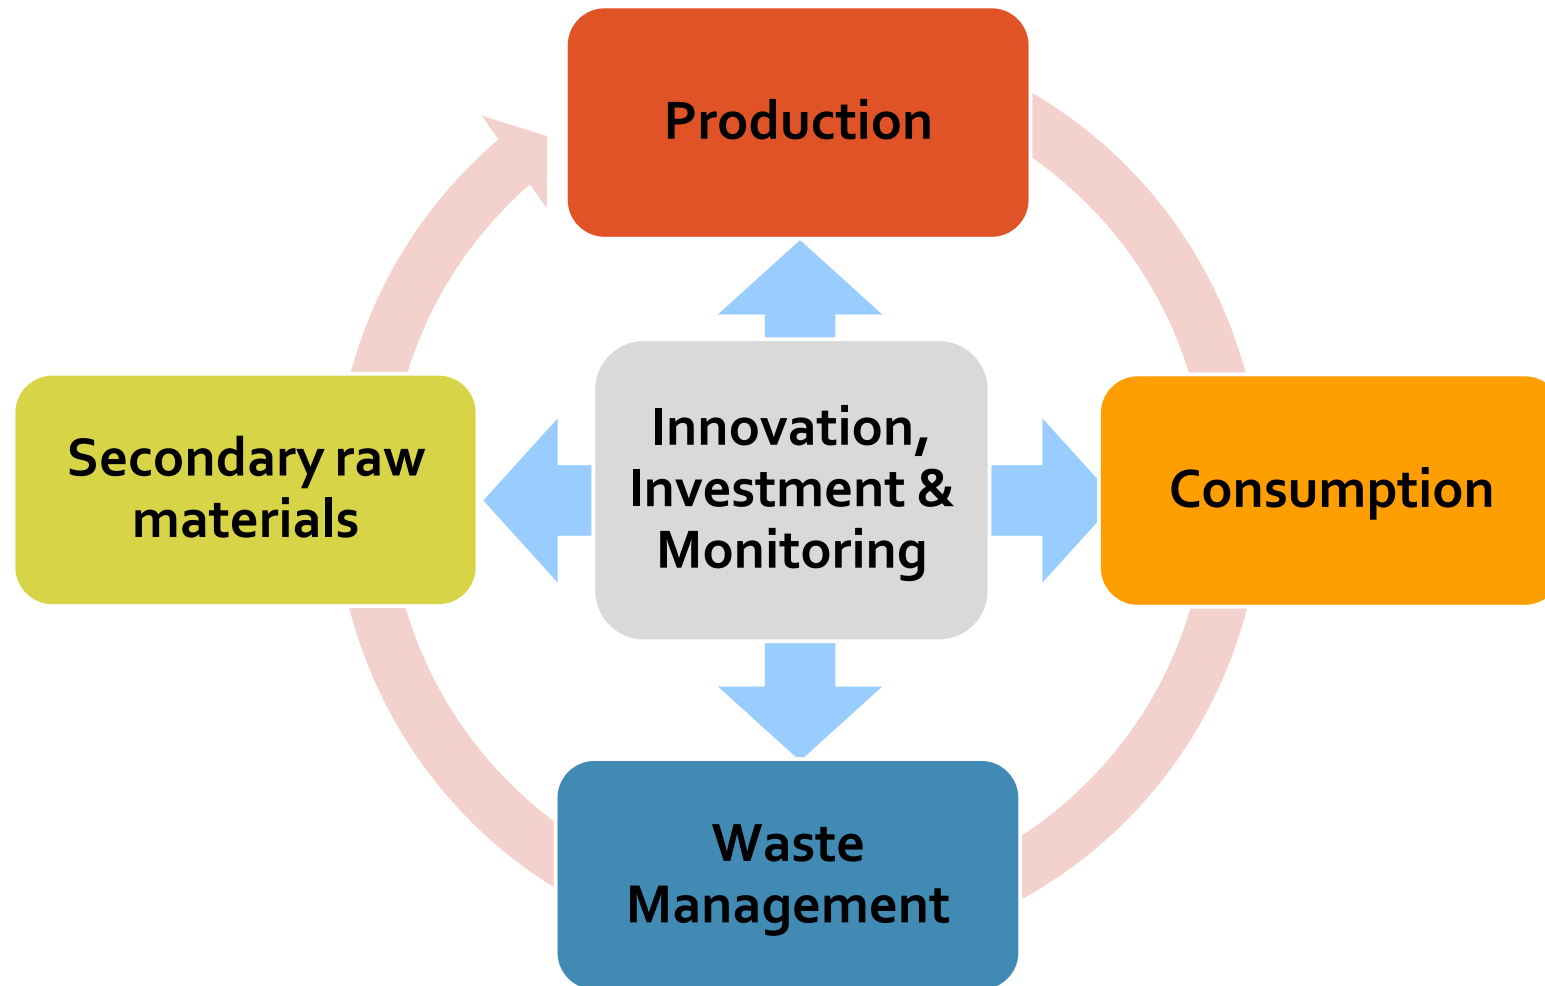 Production
Secondary raw
materials
Innovation,
Investment &
Monitoring
Consumption
Waste
Management